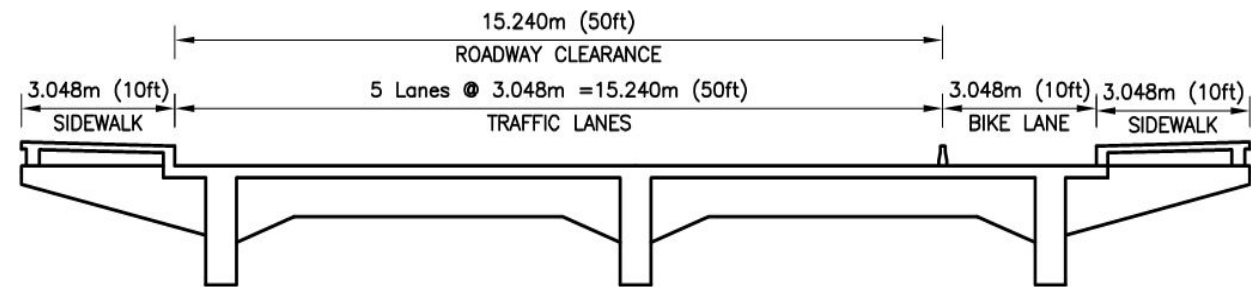 15.240m (50ft)
ROADWAY CLEARANCE
3.048m (10ft)
SIDEWALK
5 Lanes @ 3.048m =15.240m (50ft)
TRAFFIC LANES
3.048m (10ft)
BIKE LANE
3.048m (10ft)
SIDEWALK